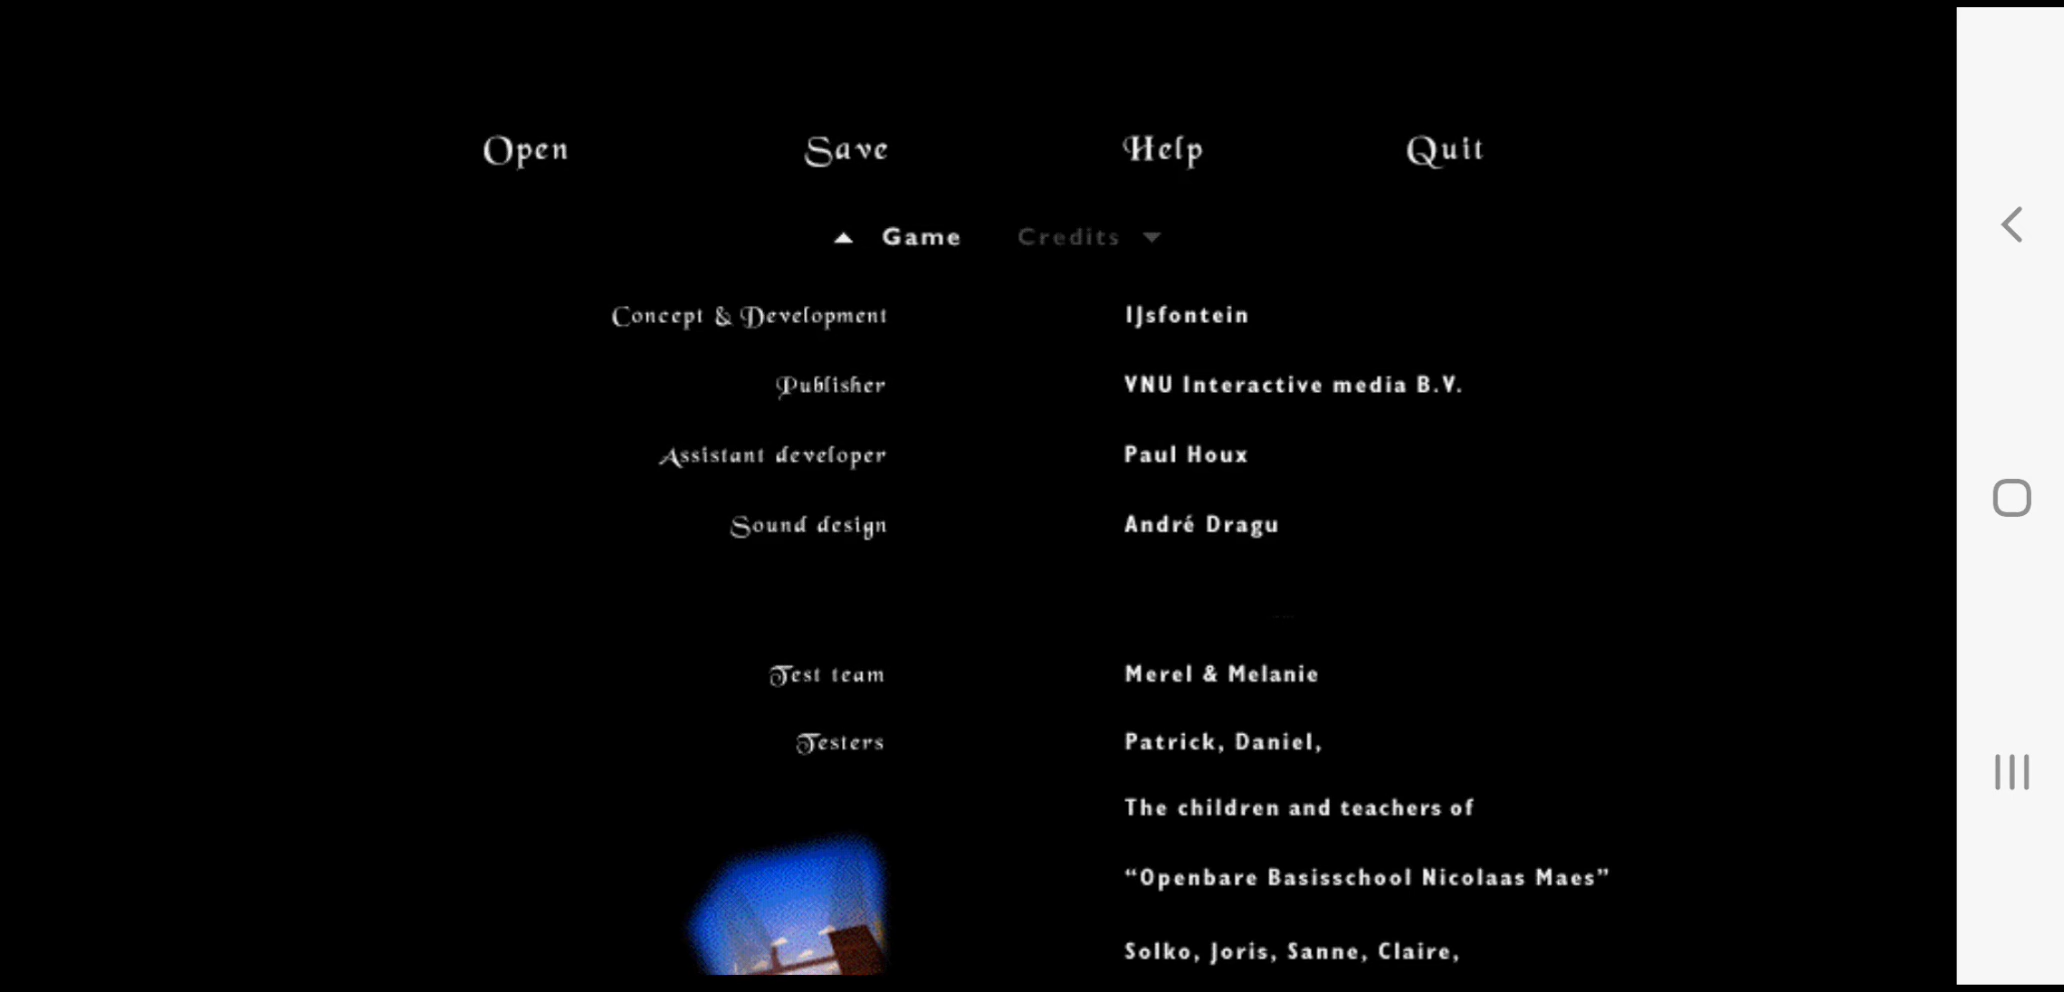 Open Save Help Quit
Game Credits
Concept & Development IJsfontein
Publisher VNU Interactive media B.V.
Assistant developer Paul Houx
Sound design André Dragu
Test team Merel & Melanie
Testers Patrick, Daniel,
The children and teachers of
“Openbare Basisschool Nicolaas Maes”
Solko, Joris, Sanne, Claire,